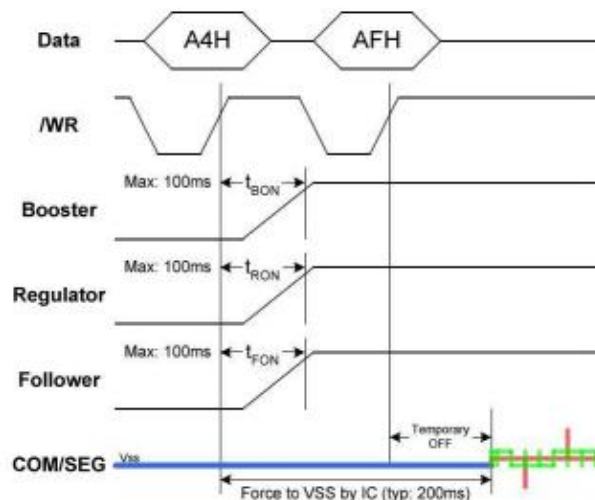 Data
A4H
AFH
/WR
Max: 100ms
tBON
Booster
Max: 100ms
tRON
Regulator
Max: 100ms
tFON
Follower
Temporary
OFF
COM/SEG
Vss
Force to VSS by IC (typ: 200ms)